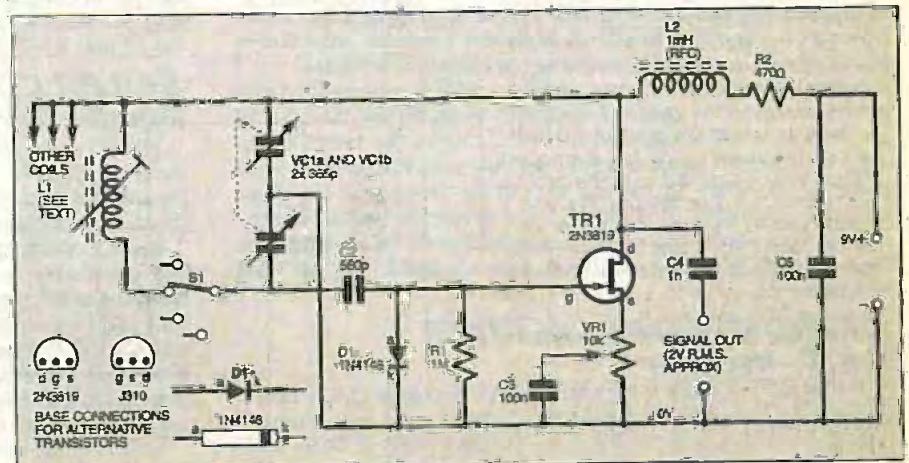 L2
1mH
(RFC)
R2
470Ω
OTHER
COILS
L1
(SEE
TEXT)
VC1a AND VC1b
2x 365p
TR1
2N3819
d
g
s
C4
1n
9V+
S1
560p
D1
1N4148
a
k
R1
1M
VR1
10k
C3
100n
SIGNAL OUT
(2V R.M.S.
APPROX)
0V
d g s
2N3819
g s d
J310
D1
a
k
1N4148
a
k
BASE CONNECTIONS
FOR ALTERNATIVE
TRANSISTORS